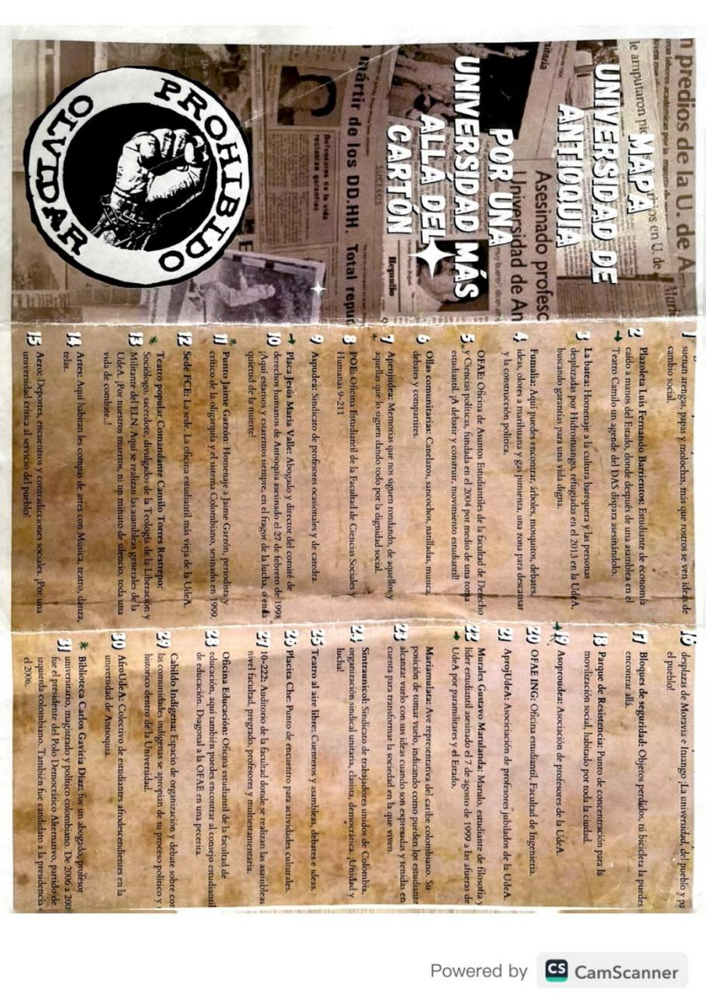 n predios de la U. de A.
MAPA
UNIVERSIDAD DE
ANTIOQUIA
POR UNA
UNIVERSIDAD MÁS
ALLA DEL
CARTÓN
Asesinado profesc
Universidad de An
mártir de los DD.HH. Total repu
Defensores de la vida
reclamas garantías
PROHIBIDO
OLVIDAR
1 suenan arengas, papas y molochas, más que rostros se ven ideas de
cambio social.
2 Plazoleta Luis Fernando Barrientos: Estudiante de economía
caído a manos del Estado, donde después de una asamblea en el
Teatro Camilo un agende del DAS dispara asesinándolo.
3 La batea: Homenaje a la cultura barequera y las personas
desplazadas por Hidroituango, refugiadas en el 2013 en la UdeA,
buscando garantías para una vida digna.
4 Fumalia: Aquí puedes encontrar, árboles, mosquitos, debates,
ideas, olores a marihuana y gas pimienta, una zona para descansar
y la construcción política.
5 OFAE: Oficina de Asuntos Estudiantiles de la facultad de Derecho
y Ciencias políticas, fundada en el 2004 por medio de una toma
estudiantil. ¡A debatir y construir, movimiento estudiantil!
6 Ollas comunitarias: Canelazos, sancochos, natilladas, música,
debates y compartires.
7 Apenjudea: Memorias que nos siguen rondando, de aquellos y
aquellas que lo siguen dando todo por la dignidad social.
8 POE: Oficina Estudiantil de la Facultad de Ciencias Sociales y
Humanas 9-211
9 Aspudea: Sindicato de profesores ocasionales y de catedra.
10 Placa Jesús María Valle: Abogado y director del comité de
derechos humanos de Antioquia asesinado el 27 de febrero de 1998
¡Aquí estamos y estaremos siempre, en el fragor de la lucha, o en la
quietud de la muerte!
11 Punto Jaime Garzón: Homenaje a Jaime Garzón, periodista y
crítico de la oligarquía y el sistema Colombiano, sesinado en 1999.
12 Sede FCE: La sede. La oficina estudiantil más vieja de la UdeA.
13 Teatro popular Comandante Camilo Torres Restrepo:
Sociólogo, sacerdote, divulgados de la Teología de la Liberación y
Militante del ELN. Aquí se realizan las asambleas generales de la
UdeA. ¡Por nuestros muertos, ni un minuto de silencio, toda una
vida de combate..!
14 Artes: Aquí habitan les compas de artes con Música, teatro, danza,
telas.
15 Aero: Deportes, encuentros y contradicciones sociales. ¡Por una
universidad crítica al servicio del pueblo!
16 desplazas de Moravia e Ituango ¡La universidad, del pueblo y pa
el pueblo!
17 Bloques de seguridad: Objetos perdidos, tú bicicleta la puedes
encontrar allá.
18 Parque de Resistencia: Punto de concentración para la
movilización social, habitado por toda la ciudad.
19 Asoprudea: Asociación de profesores de la UdeA.
20 OFAE ING: Oficina estudiantil, Facultad de Ingeniería.
21 AprojUdeA: Asociciación de profesores jubilados de la UdeA.
22 Murales Gustavo Marulanda: Marulo, estudiante de filosofía y
líder estudiantil asesinado el 7 de agosto de 1999 a las afueras de
UdeA por paramilitares y el Estado.
23 Mariamulata: Ave representativa del caribe colombiano. Su
posición de tomar vuelo, indicando como pueden los estudiante
alcanzar vuelo con sus ideas cuando son expresadas y tenidas en
cuenta para transformar la sociedad en la que viven.
24 Sintraunicol: Sindicato de trabajadores unidos de Colombia,
organización sindical unitaria, clasista, democrática. ¡Unidad y
lucha!
25 Teatro al aire libre: Cuenteros y asambleas, debates e ideas.
26 Placita Che: Punto de encuentro para actividades culturales.
27 10-222: Auditorio de la facultad donde se realizan las asambleas
nivel facultad, pregrado, profesores y multiestamentaria.
28 Oficina Educación: Oficina estudiantil de la facultad de
educación, aquí también puedes encontrar al consejo estudiantil
de educación. Diagonal a la OFAE en una pecerita.
29 Cabildo Indígena: Espacio de organización y debate sobre cor
las comunidades indígenas se apropian de su proceso político y
histórico dentro de la Universidad.
30 AfroUdeA: Colectivo de estudiantes afrodescendientes en la
universidad de Antioquia.
31 Biblioteca Carlos Gaviria Díaz: fue un abogado, profesor
universitario, magistrado y político colombiano. De 2006 a 200
fue el presidente del Polo Democrático Alternativo, partido de
izquierda colombiano. También fue candidato a la presidencia
el 2006.
Powered by CS CamScanner